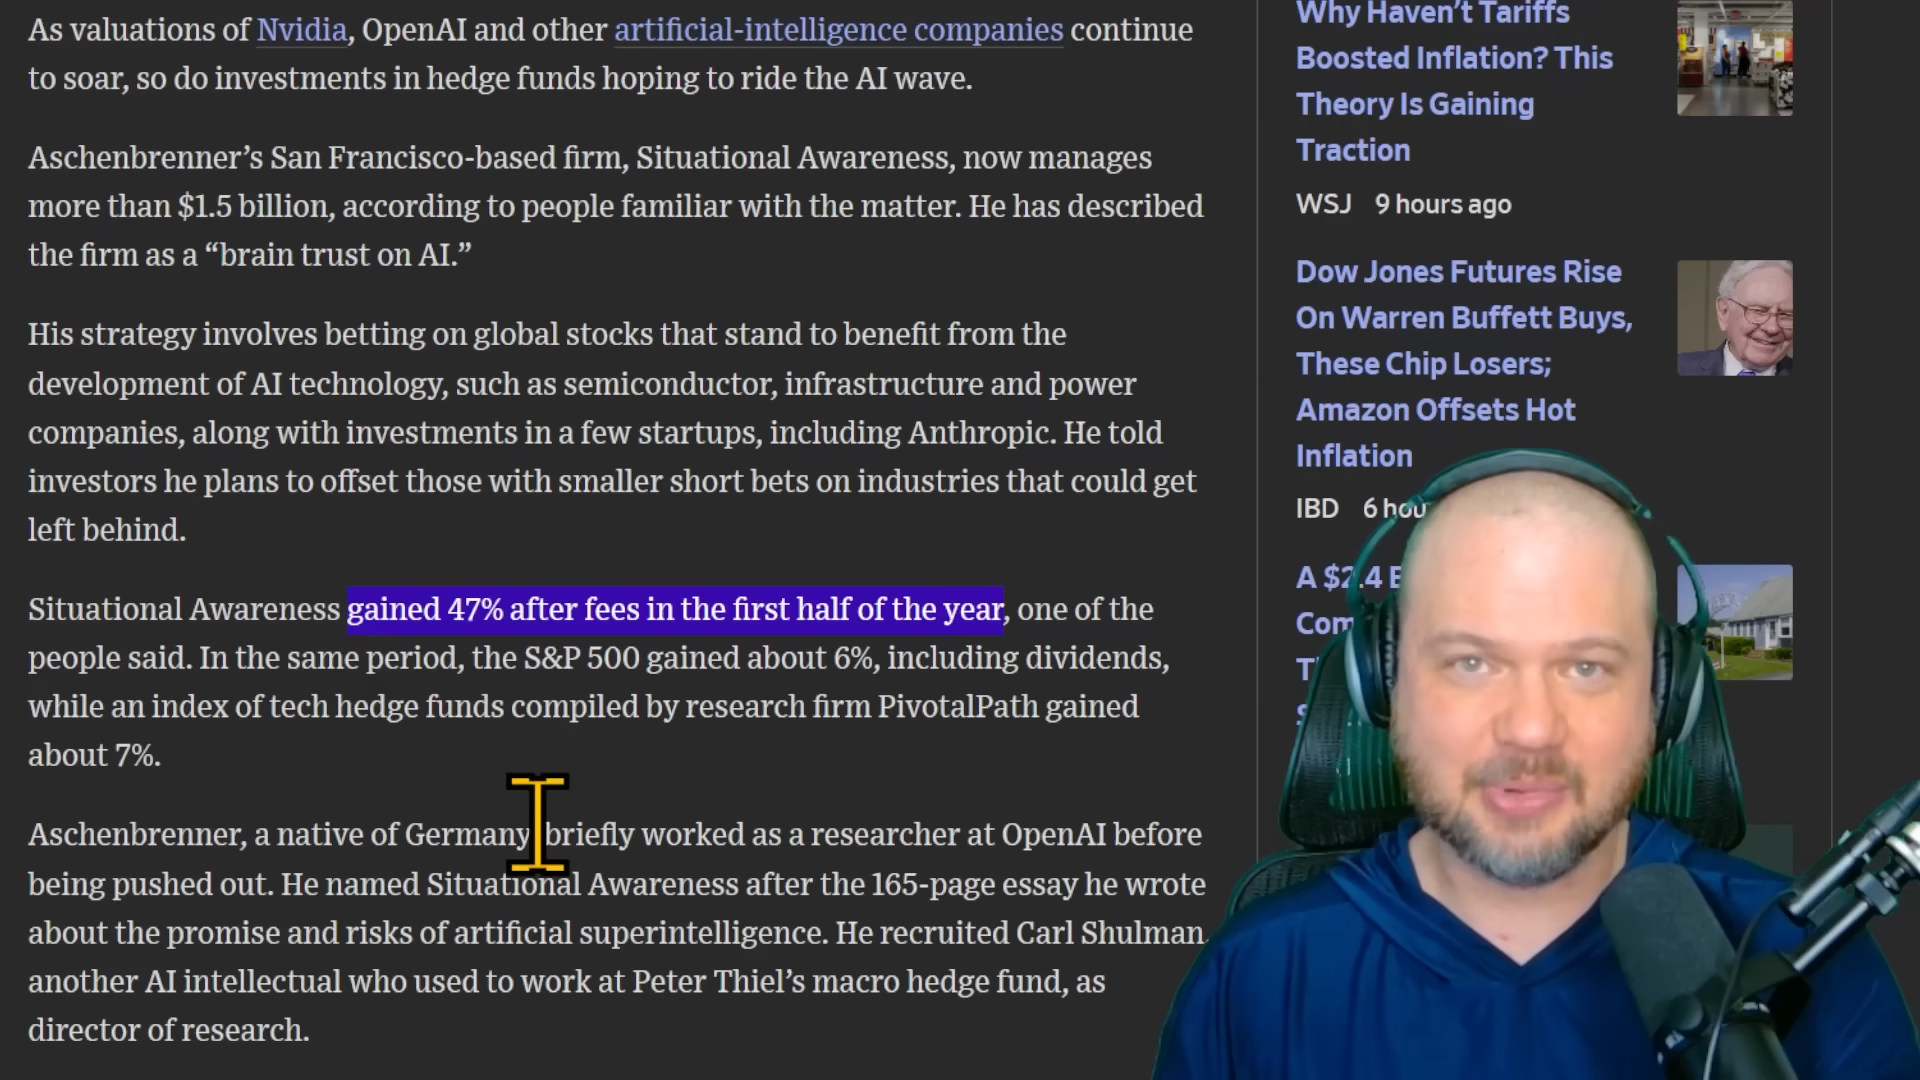 As valuations of Nvidia, OpenAI and other artificial-intelligence companies continue
to soar, so do investments in hedge funds hoping to ride the AI wave.
Aschenbrenner’s San Francisco-based firm, Situational Awareness, now manages
more than $1.5 billion, according to people familiar with the matter. He has described
the firm as a “brain trust on AI.”
His strategy involves betting on global stocks that stand to benefit from the
development of AI technology, such as semiconductor, infrastructure and power
companies, along with investments in a few startups, including Anthropic. He told
investors he plans to offset those with smaller short bets on industries that could get
left behind.
Situational Awareness gained 47% after fees in the first half of the year, one of the
people said. In the same period, the S&P 500 gained about 6%, including dividends,
while an index of tech hedge funds compiled by research firm PivotalPath gained
about 7%.
Aschenbrenner, a native of Germany briefly worked as a researcher at OpenAI before
being pushed out. He named Situational Awareness after the 165-page essay he wrote
about the promise and risks of artificial superintelligence. He recruited Carl Shulman,
another AI intellectual who used to work at Peter Thiel’s macro hedge fund, as
director of research.
Why Haven’t Tariffs
Boosted Inflation? This
Theory Is Gaining
Traction
WSJ 9 hours ago
Dow Jones Futures Rise
On Warren Buffett Buys,
These Chip Losers;
Amazon Offsets Hot
Inflation
IBD 6
A $2.4